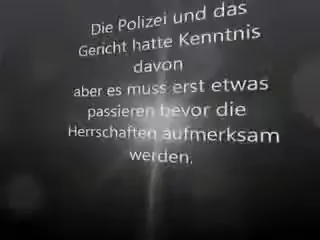 Die Polizei und das
Gericht hatte Kenntnis
davon
aber es muss erst etwas
passieren bevor die
Herrschaften aufmerksam
werden.